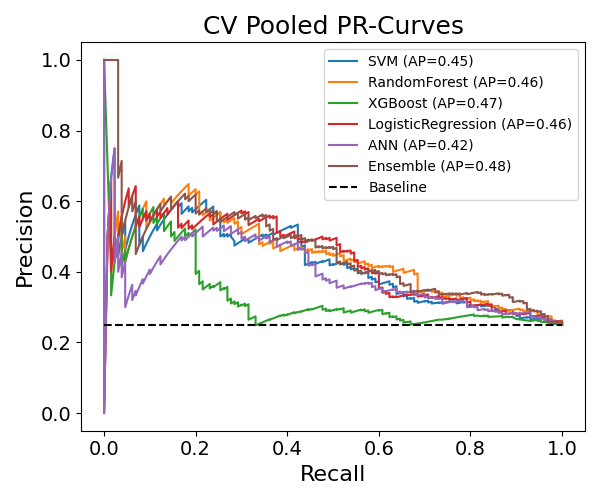 CV Pooled PR-Curves
Precision
1.0
0.8
0.6
0.4
0.2
0.0
SVM (AP=0.45)
RandomForest (AP=0.46)
XGBoost (AP=0.47)
LogisticRegression (AP=0.46)
ANN (AP=0.42)
Ensemble (AP=0.48)
Baseline
0.0 0.2 0.4 0.6 0.8 1.0
Recall